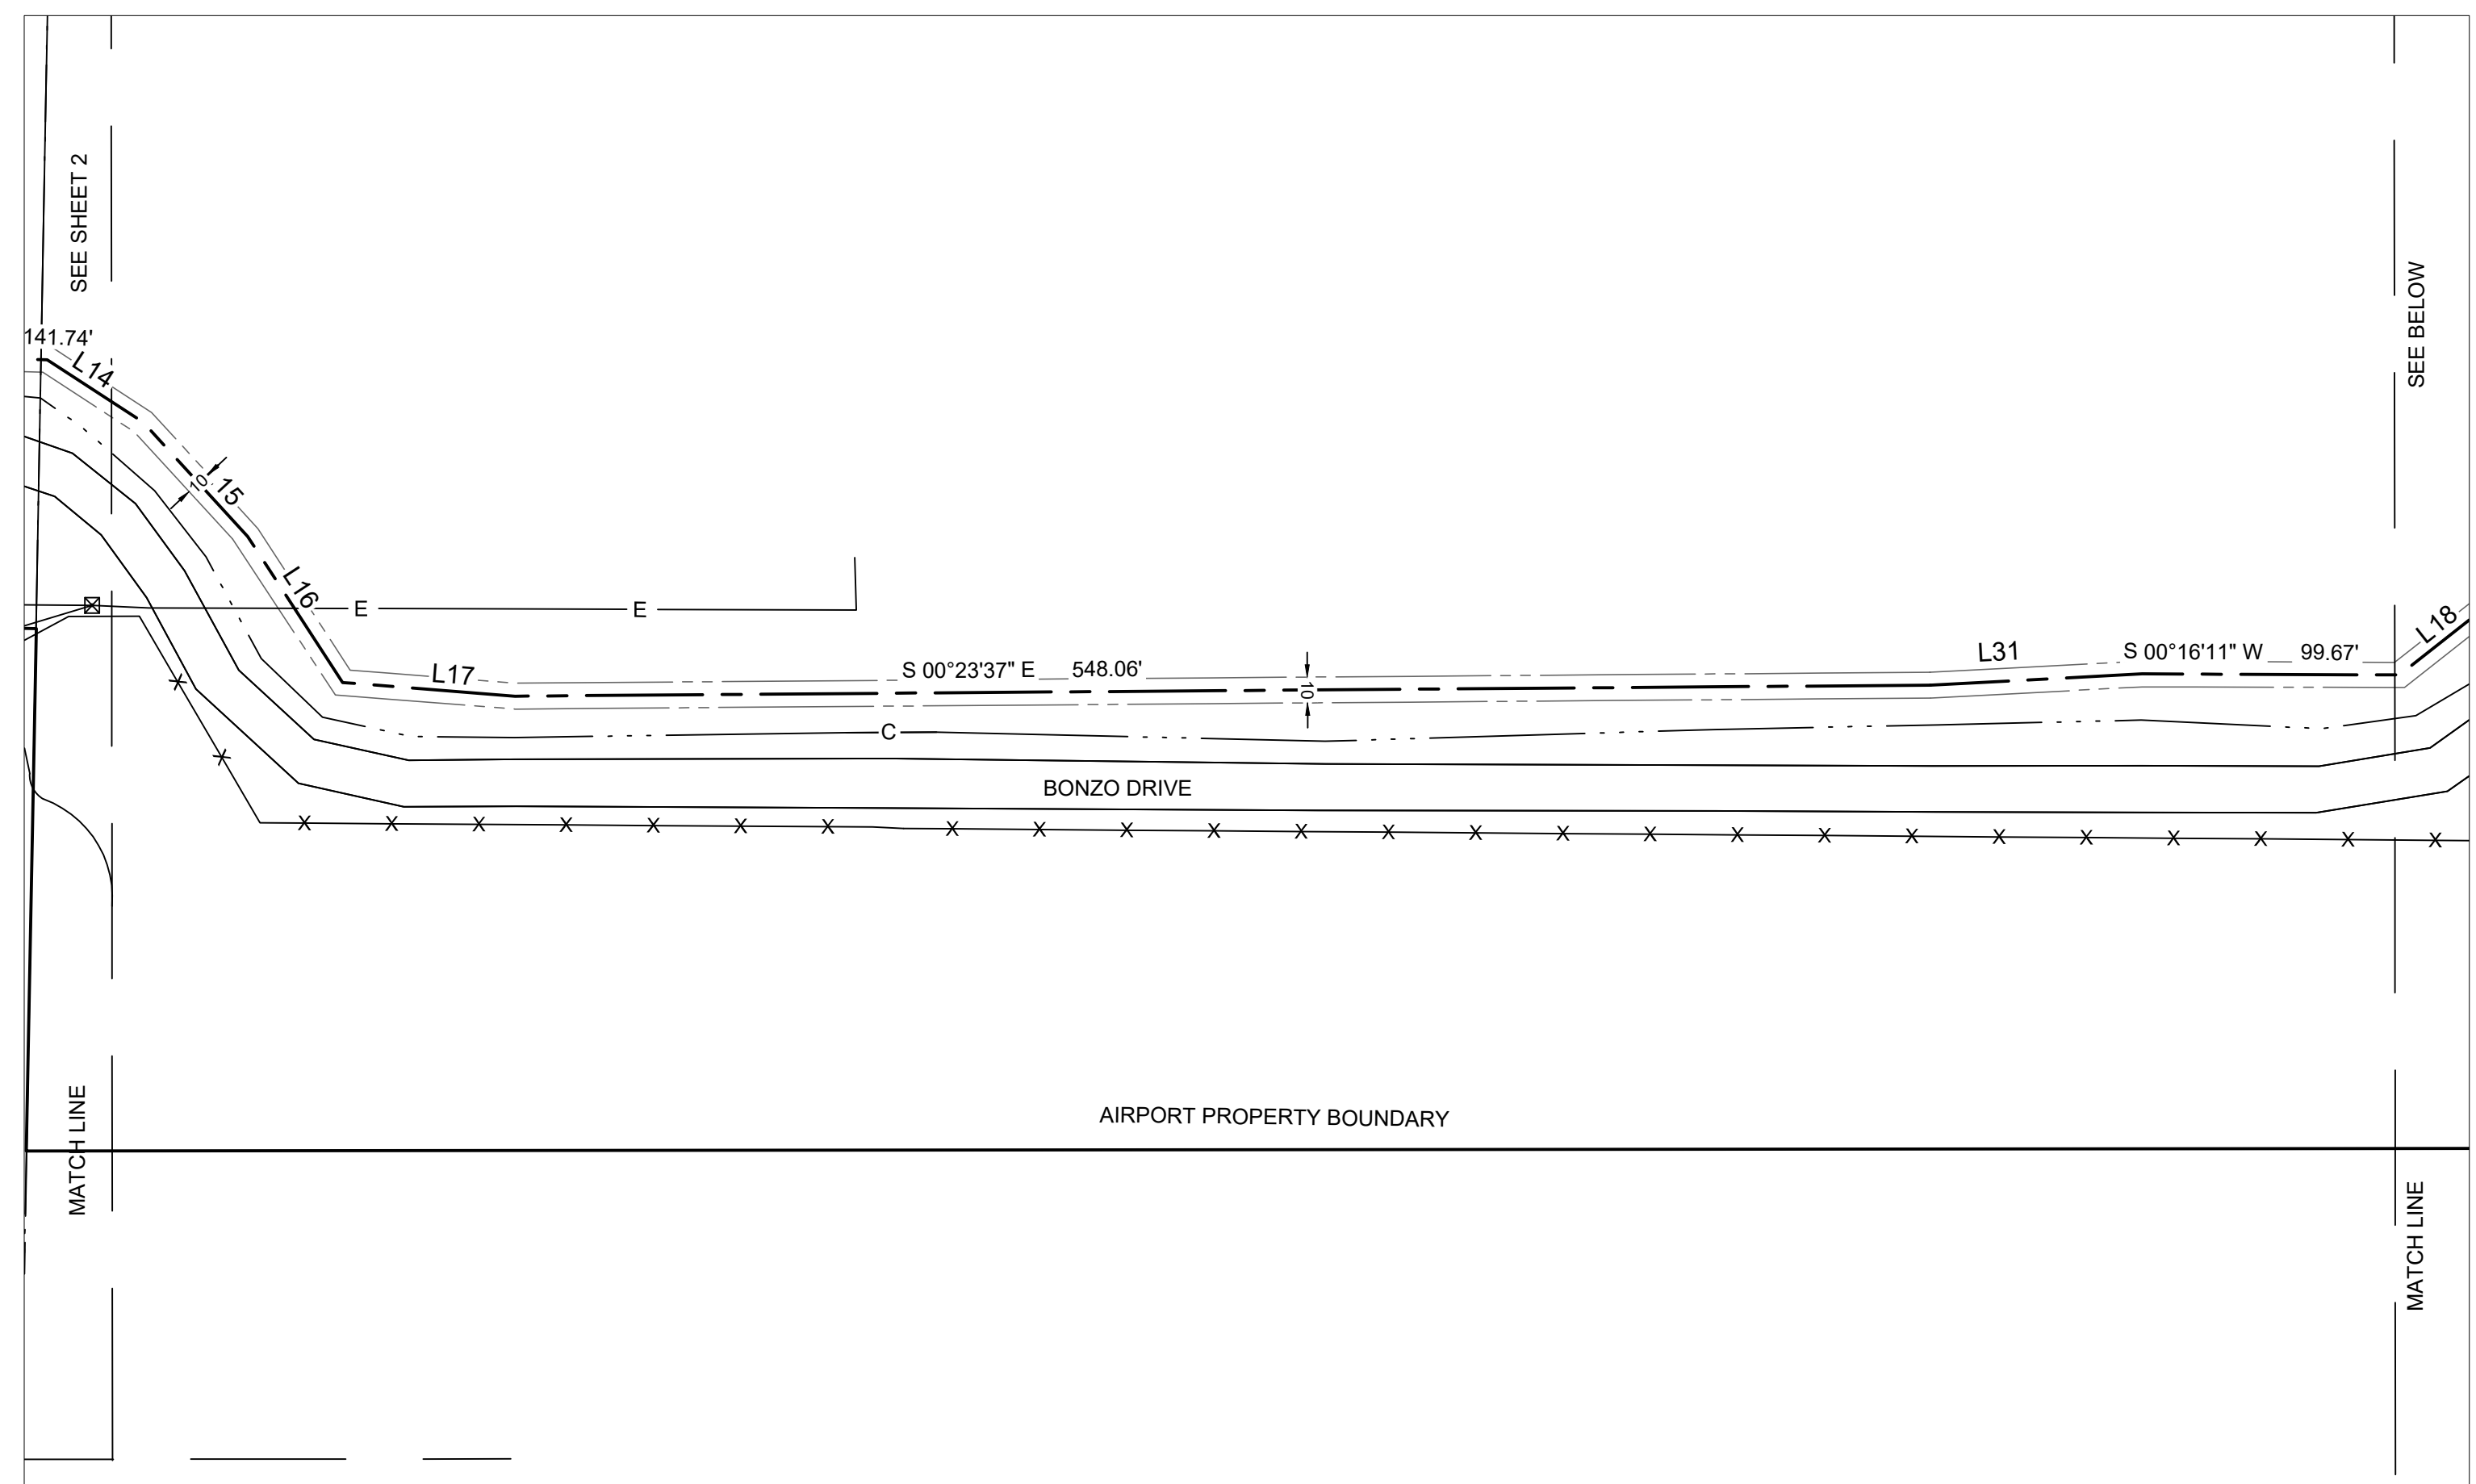 SEE SHEET 2
SEE BELOW
141.74'
L14
10
15
L16
E
E
L17
S 00°23'37" E 548.06'
10
L31
S 00°16'11" W 99.67'
L18
C
BONZO DRIVE
X X X X X X X X X X X X X X X X X X X X X X X X X X X
AIRPORT PROPERTY BOUNDARY
MATCH LINE
MATCH LINE